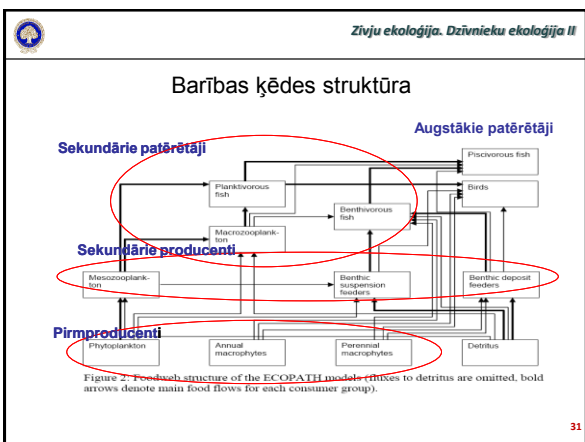 Zivju ekoloģija. Dzīvnieku ekoloģija II
Barības ķēdes struktūra
Augstākie patērētāji
Sekundārie patērētāji
Piscivorous fish
Planktivorous
fish
Birds
Benthivorous
fish
Macrozooplank-
ton
Sekundārie producenti
Mesozooplank-
ton
Benthic
suspension
feeders
Benthic deposit
feeders
Pirmproducenti
Phytoplankton
Annual
macrophytes
Perennial
macrophytes
Detritus
Figure 2: Foodweb structure of the ECOPATH models (fluxes to detritus are omitted, bold
arrows denote main food flows for each consumer group).
31